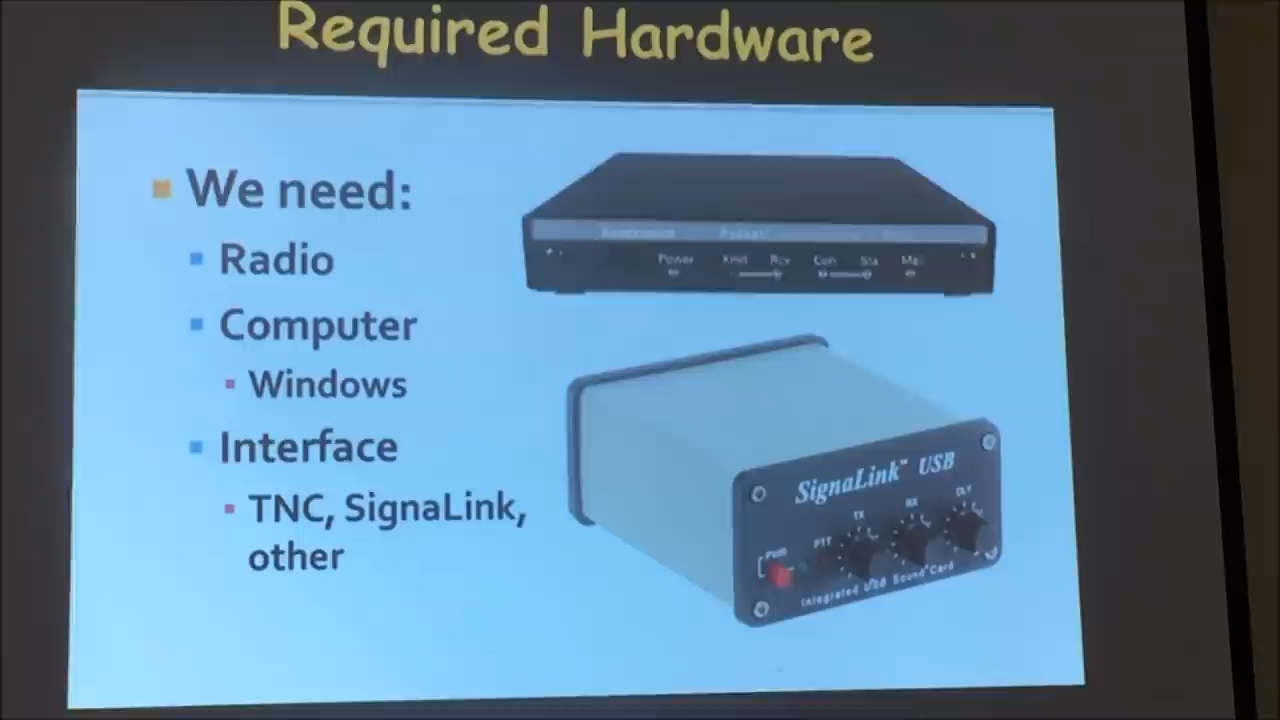 Required Hardware
We need:
Radio
Computer
Windows
Interface
TNC, SignaLink,
other
Power Xmit Rcv Con Sta Mail
SignaLink™ USB
PWR PTT TX RX DLY
Integrated USB Sound Card